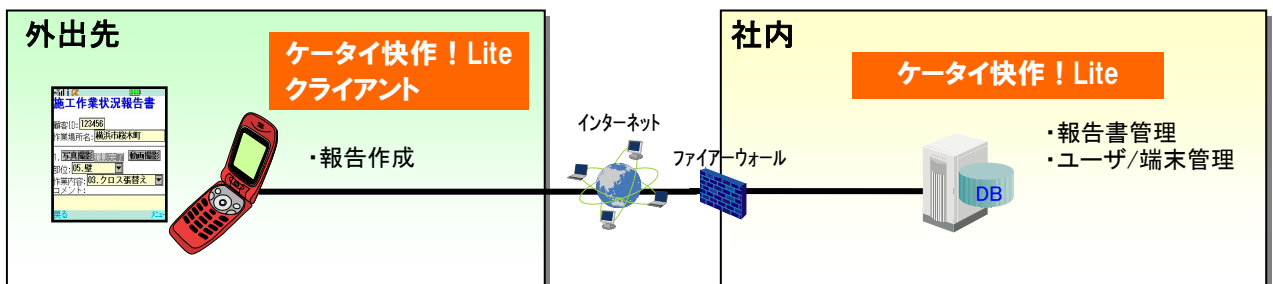 外出先
ケータイ快作！Lite
クライアント
施工作業状況報告書
顧客ID:123456
作業場所名:横浜市桜木町
1.写真撮影 動画撮影
部位:05.壁
作業内容:03.クロス張替え
コメント:
戻る
メニュー
・報告作成
インターネット
ファイアーウォール
社内
ケータイ快作！Lite
・報告書管理
・ユーザ/端末管理
DB